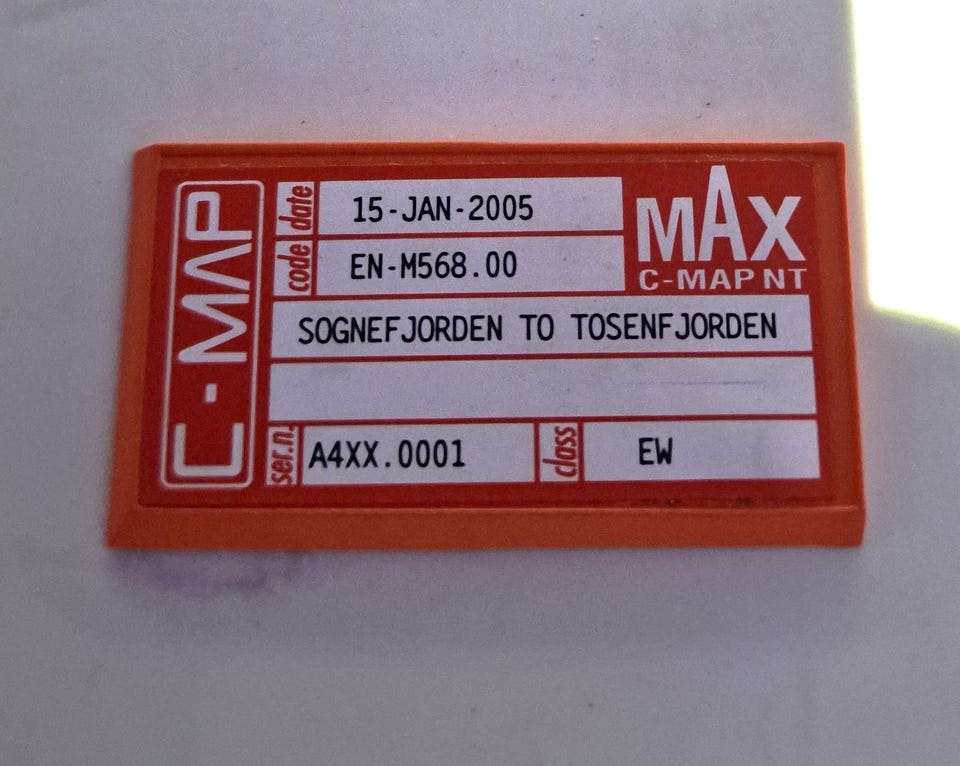 C-MAP
date 15-JAN-2005
code EN-M568.00
MAX
C-MAP NT
SOGNEFJORDEN TO TOSENFJORDEN
ser.n. A4XX.0001 class EW